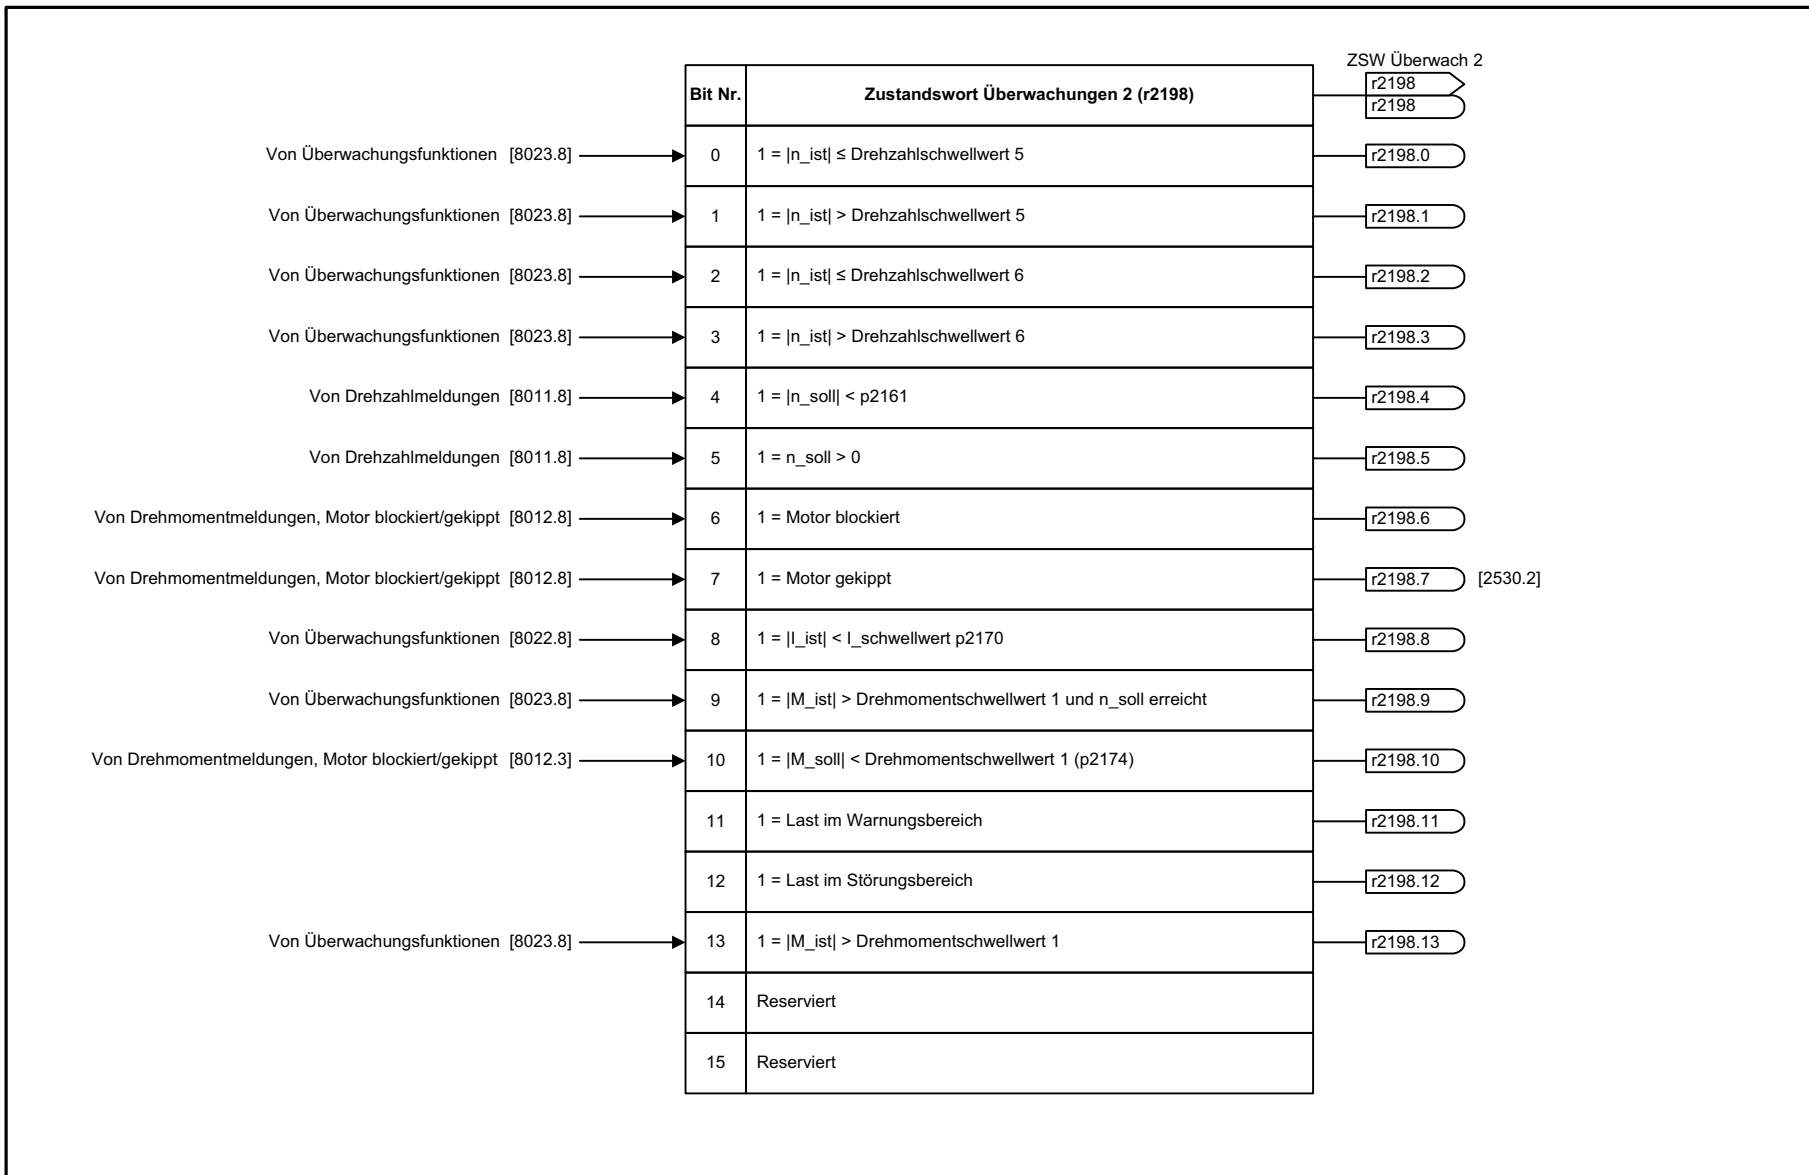 ZSW Überwach 2
Bit Nr. Zustandswort Überwachungen 2 (r2198) r2198
r2198
Von Überwachungsfunktionen [8023.8] 0 1 = |n_ist| ≤ Drehzahlschwellwert 5 r2198.0
Von Überwachungsfunktionen [8023.8] 1 1 = |n_ist| > Drehzahlschwellwert 5 r2198.1
Von Überwachungsfunktionen [8023.8] 2 1 = |n_ist| ≤ Drehzahlschwellwert 6 r2198.2
Von Überwachungsfunktionen [8023.8] 3 1 = |n_ist| > Drehzahlschwellwert 6 r2198.3
Von Drehzahlmeldungen [8011.8] 4 1 = |n_soll| < p2161 r2198.4
Von Drehzahlmeldungen [8011.8] 5 1 = n_soll > 0 r2198.5
Von Drehmomentmeldungen, Motor blockiert/gekippt [8012.8] 6 1 = Motor blockiert r2198.6
Von Drehmomentmeldungen, Motor blockiert/gekippt [8012.8] 7 1 = Motor gekippt r2198.7 [2530.2]
Von Überwachungsfunktionen [8022.8] 8 1 = |I_ist| < I_schwellwert p2170 r2198.8
Von Überwachungsfunktionen [8023.8] 9 1 = |M_ist| > Drehmomentschwellwert 1 und n_soll erreicht r2198.9
Von Drehmomentmeldungen, Motor blockiert/gekippt [8012.3] 10 1 = |M_soll| < Drehmomentschwellwert 1 (p2174) r2198.10
11 1 = Last im Warnungsbereich r2198.11
12 1 = Last im Störungsbereich r2198.12
Von Überwachungsfunktionen [8023.8] 13 1 = |M_ist| > Drehmomentschwellwert 1 r2198.13
14 Reserviert
15 Reserviert